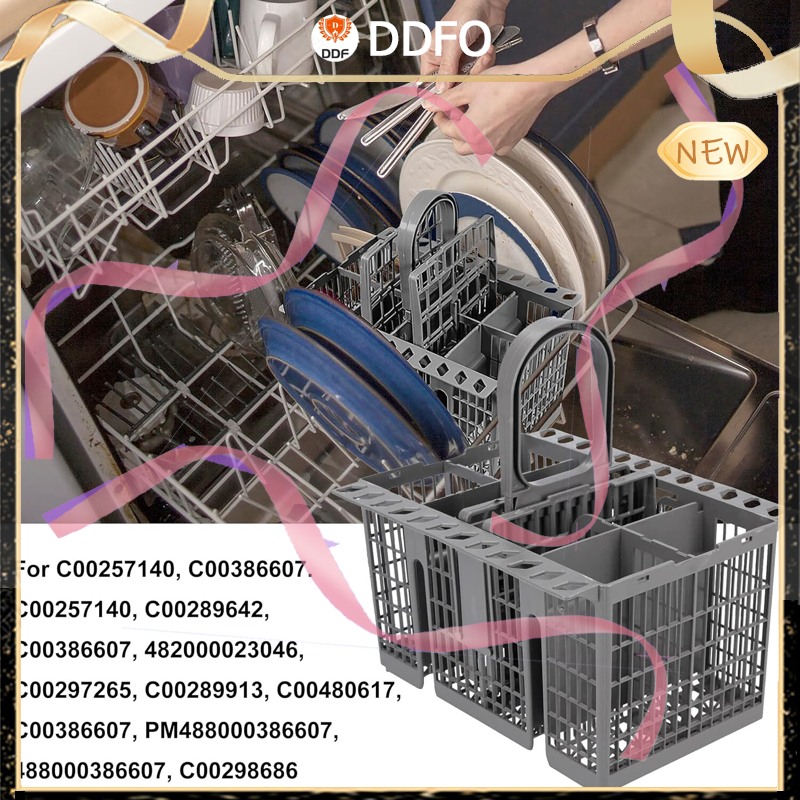 DDF
DDFO
NEW
For C00257140, C00386607,
C00257140, C00289642,
C00386607, 482000023046,
C00297265, C00289913, C00480617,
C00386607, PM488000386607,
488000386607, C00298686